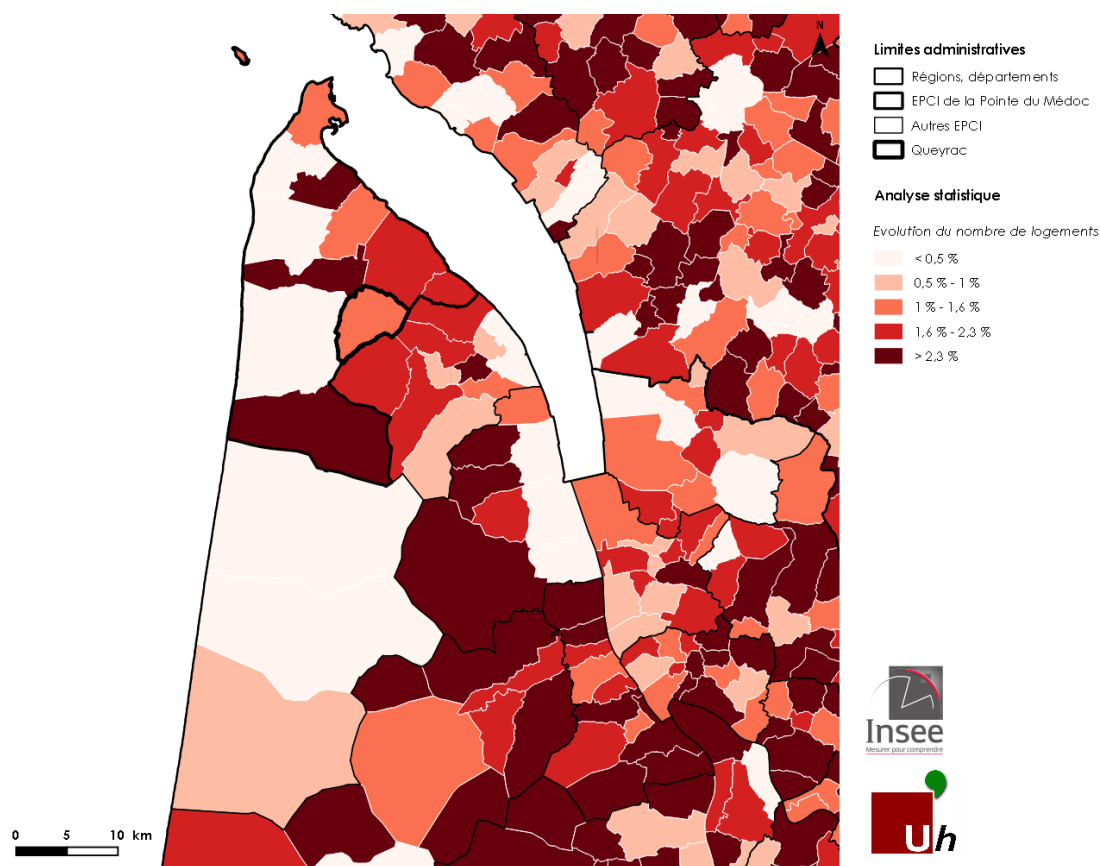 N
Limites administratives
Régions, départements
EPCI de la Pointe du Médoc
Autres EPCI
Queyrac
Analyse statistique
Evolution du nombre de logements
< 0,5 %
0,5 % - 1 %
1 % - 1,6 %
1,6 % - 2,3 %
> 2,3 %
Insee
Mesurer pour comprendre
Uh
0 5 10 km